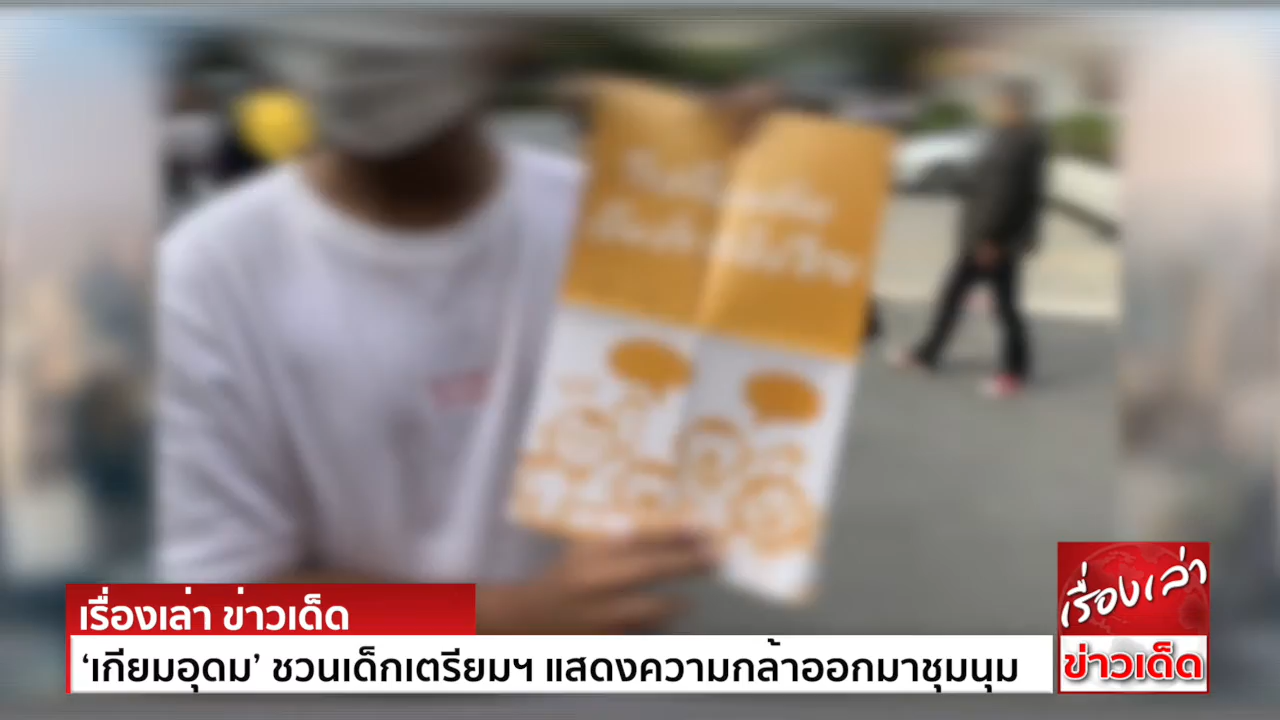 เรื่องเล่า ข่าวเด็ด
‘เกียมอุดม’ ชวนเด็กเตรียมฯ แสดงความกล้าออกมาชุมนุม
เรื่องเล่า
ข่าวเด็ด